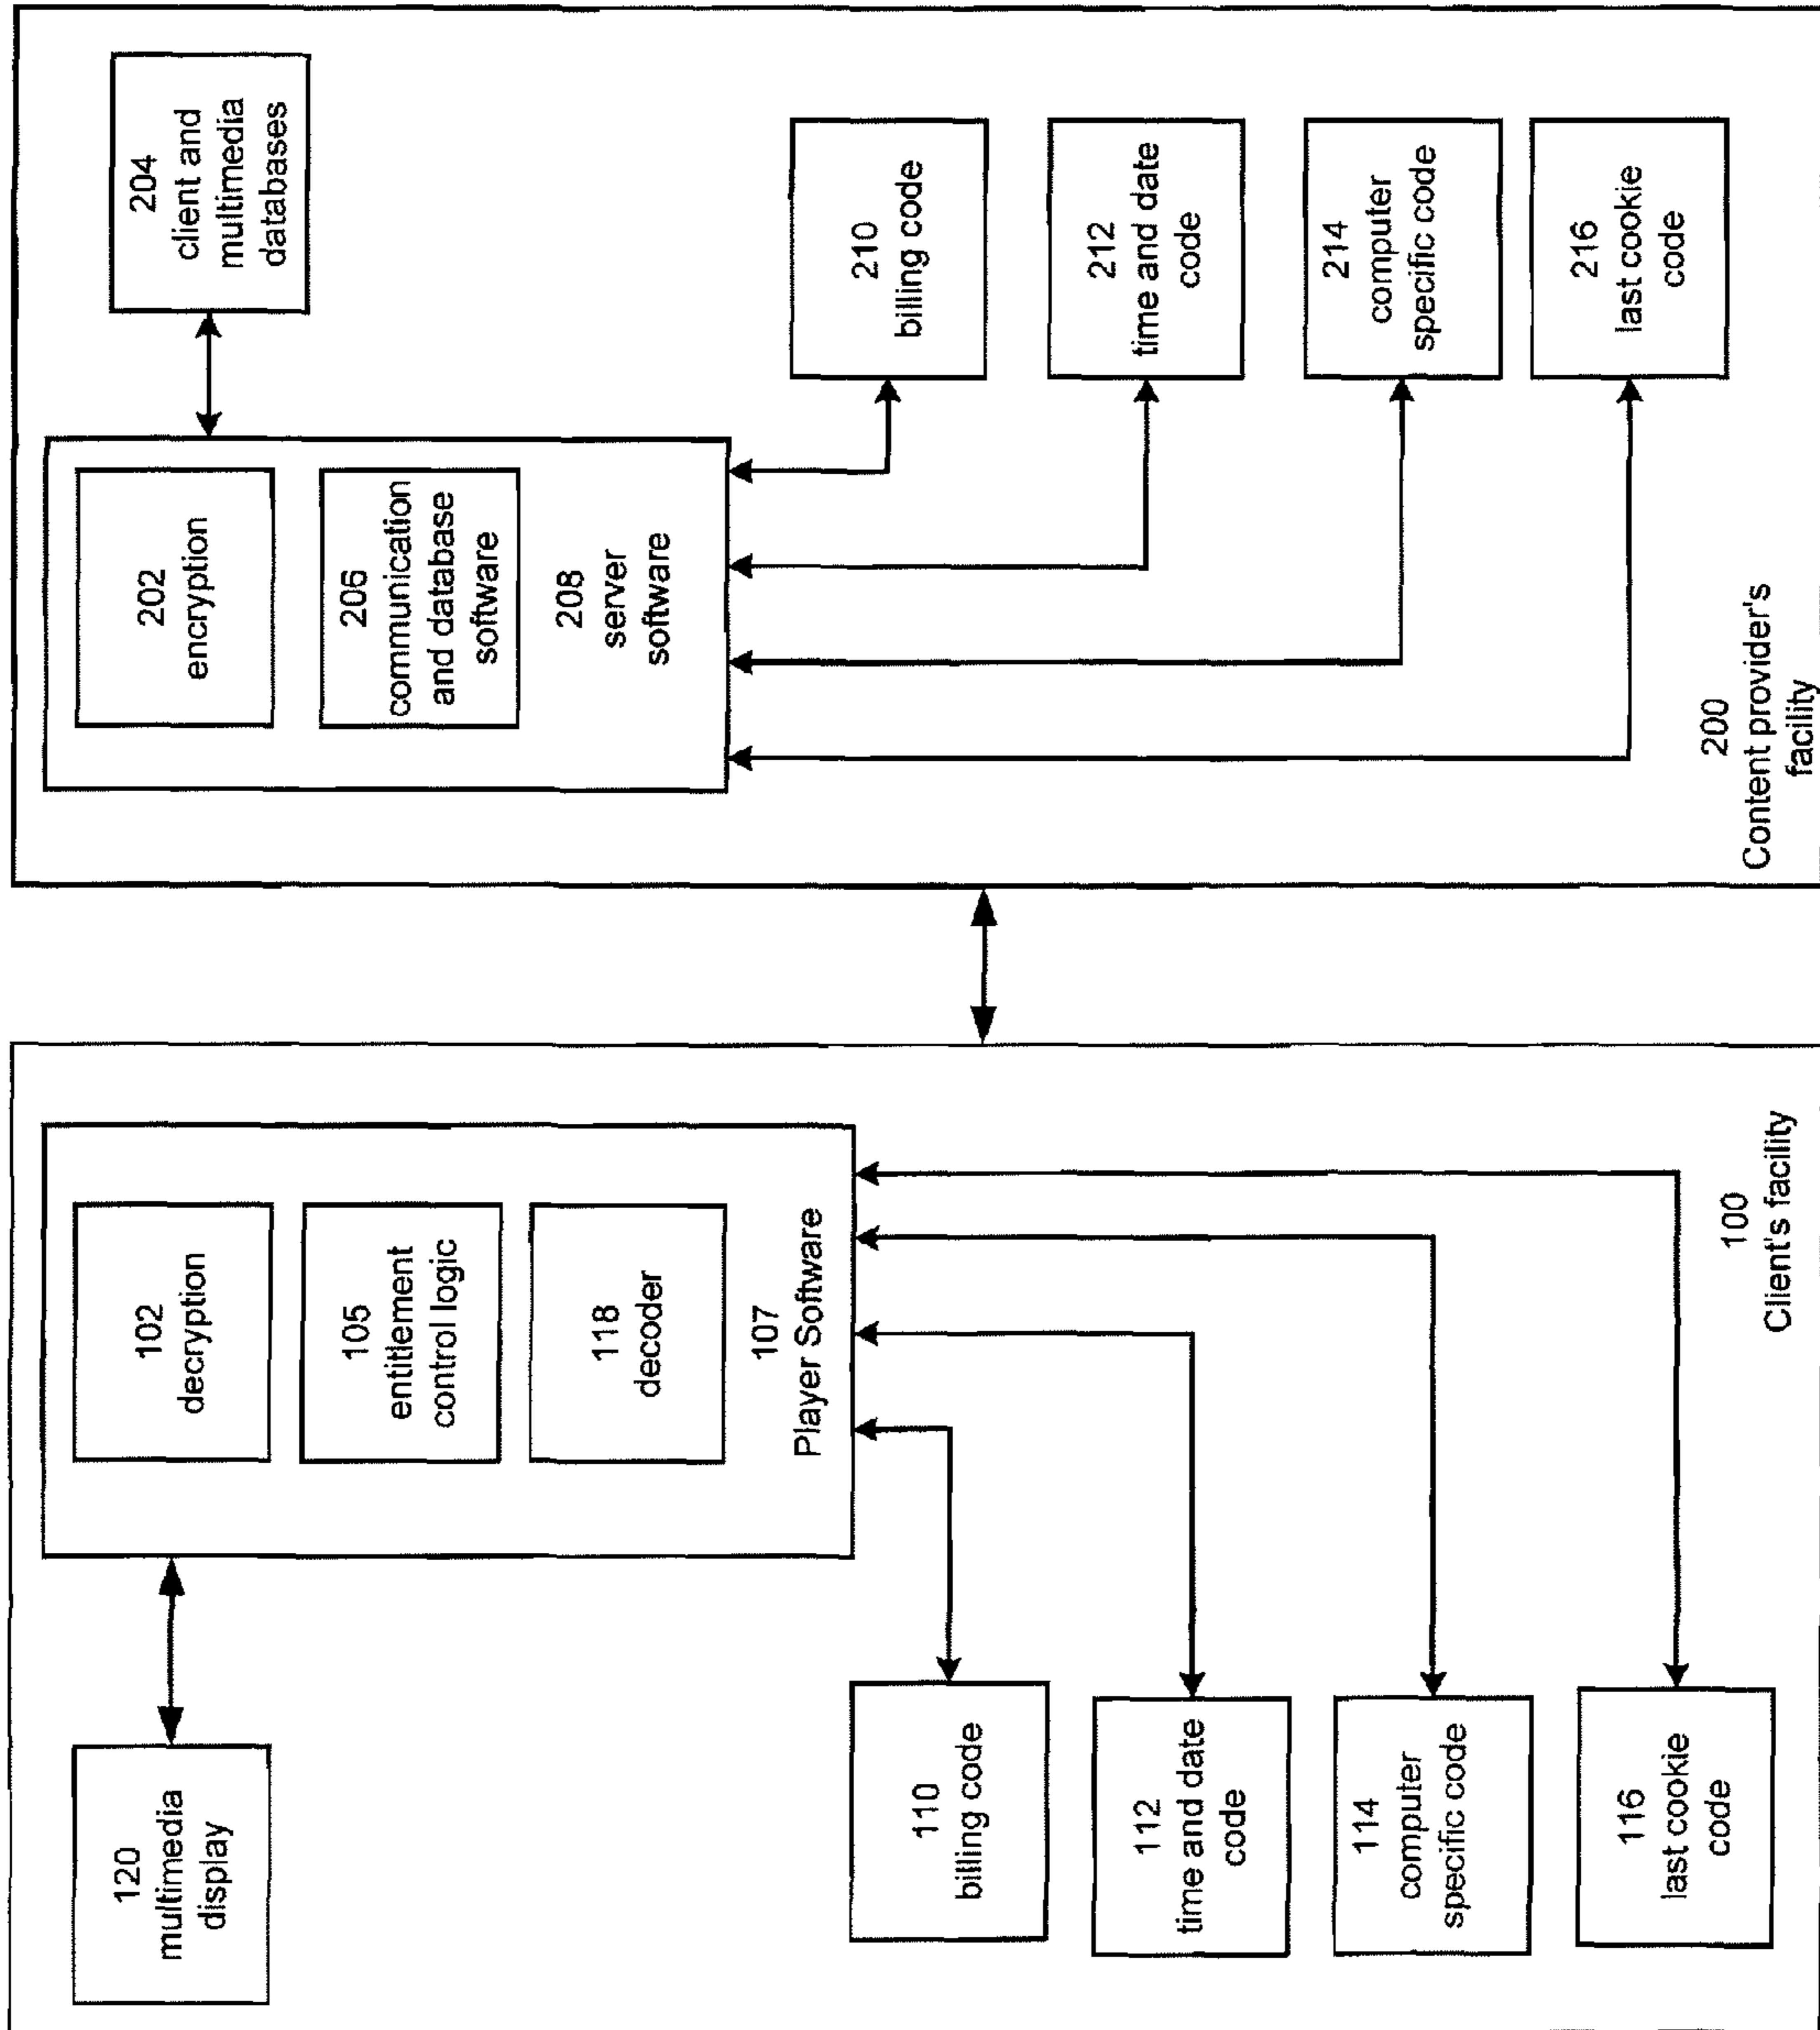 120
multimedia
display
102
decryption
105
entitlement
control logic
118
decoder
107
Player Software
110
billing code
112
time and date
code
114
computer
specific code
116
last cookie
code
100
Client's facility
202
encryption
206
communication
and database
software
208
server
software
204
client and
multimedia
databases
210
billing code
212
time and date
code
214
computer
specific code
216
last cookie
code
200
Content provider's
facility